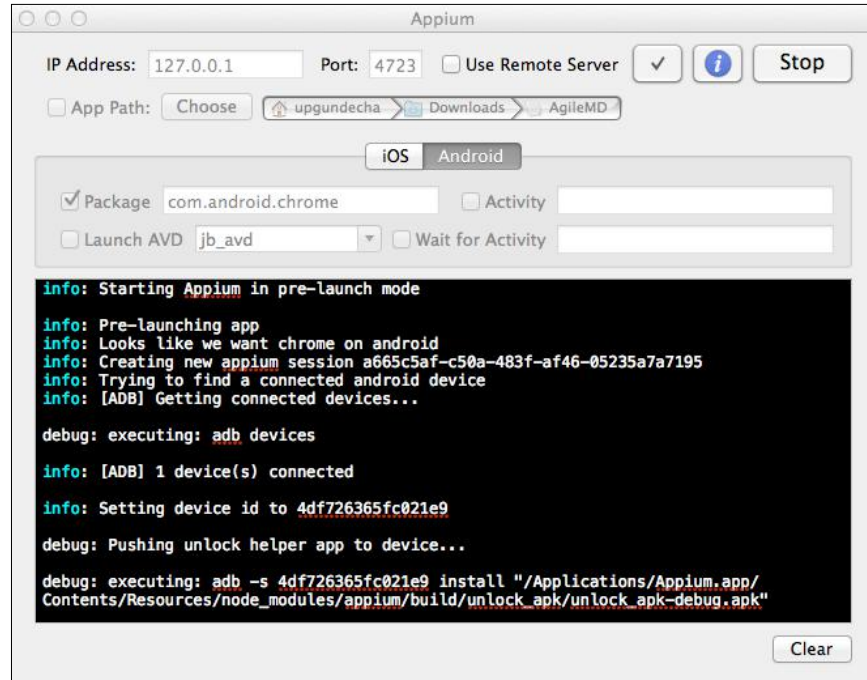 Appium
IP Address: 127.0.0.1 Port: 4723 Use Remote Server Stop
App Path: Choose upgundecha Downloads AgileMD
iOS Android
Package com.android.chrome Activity
Launch AVD jb_avd Wait for Activity
info: Starting Appium in pre-launch mode
info: Pre-launching app
info: Looks like we want chrome on android
info: Creating new appium session a665c5af-c50a-483f-af46-05235a7a7195
info: Trying to find a connected android device
info: [ADB] Getting connected devices...
debug: executing: adb devices
info: [ADB] 1 device(s) connected
info: Setting device id to 4df726365fc021e9
debug: Pushing unlock helper app to device...
debug: executing: adb -s 4df726365fc021e9 install "/Applications/Appium.app/
Contents/Resources/node_modules/appium/build/unlock_apk/unlock_apk-debug.apk"
Clear